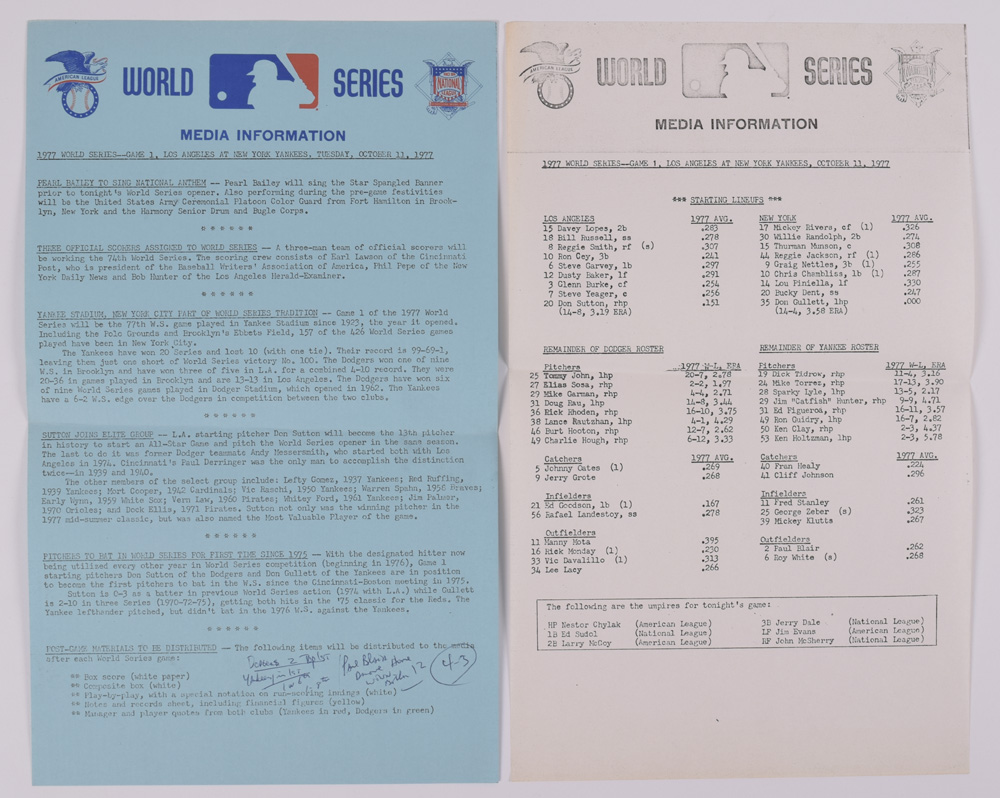 AMERICAN LEAGUE
WORLD SERIES
NATIONAL LEAGUE
MEDIA INFORMATION
1977 WORLD SERIES--GAME 1, LOS ANGELES AT NEW YORK YANKEES, TUESDAY, OCTOBER 11, 1977
PEARL BAILEY TO SING NATIONAL ANTHEM -- Pearl Bailey will sing the Star Spangled Banner
prior to tonight's World Series opener. Also performing during the pre-game festivities
will be the United States Army Ceremonial Platoon Color Guard from Fort Hamilton in Brook-
lyn, New York and the Harmony Senior Drum and Bugle Corps.
* * * * * *
THREE OFFICIAL SCORERS ASSIGNED TO WORLD SERIES -- A three-man team of official scorers will
be working the 74th World Series. The scoring crew consists of Earl Lawson of the Cincinnati
Post, who is president of the Baseball Writers' Association of America, Phil Pepe of the New
York Daily News and Bob Hunter of the Los Angeles Herald-Examiner.
* * * * * *
YANKEE STADIUM, NEW YORK CITY PART OF WORLD SERIES TRADITION -- Game 1 of the 1977 World
Series will be the 77th W.S. game played in Yankee Stadium since 1923, the year it opened.
Including the Polo Grounds and Brooklyn's Ebbets Field, 157 of the 426 World Series games
played have been in New York City.
The Yankees have won 20 Series and lost 10 (with one tie). Their record is 99-69-1,
leaving them just one short of World Series victory No. 100. The Dodgers won one of nine
W.S. in Brooklyn and have won three of five in L.A. for a combined 4-10 record. They were
20-36 in games played in Brooklyn and are 13-13 in Los Angeles. The Dodgers have won six
of nine World Series games played in Dodger Stadium, which opened in 1962. The Yankees
have a 6-2 W.S. edge over the Dodgers in competition between the two clubs.
* * * * * *
SUTTON JOINS ELITE GROUP -- L.A. starting pitcher Don Sutton will become the 13th pitcher
in history to start an All-Star Game and pitch the World Series opener in the same season.
The last to do it was former Dodger teammate Andy Messersmith, who started both with Los
Angeles in 1974. Cincinnati's Paul Derringer was the only man to accomplish the distinction
twice--in 1939 and 1940.
The other members of the select group include: Lefty Gomez, 1937 Yankees; Red Ruffing,
1939 Yankees; Mort Cooper, 1942 Cardinals; Vic Raschi, 1950 Yankees; Warren Spahn, 1958 Braves;
Early Wynn, 1959 White Sox; Vern Law, 1960 Pirates; Whitey Ford, 1961 Yankees; Jim Palmer,
1970 Orioles; and Dock Ellis, 1971 Pirates. Sutton not only was the winning pitcher in the
1977 mid-summer classic, but was also named the Most Valuable Player of the game.
* * * * * *
PITCHERS TO BAT IN WORLD SERIES FOR FIRST TIME SINCE 1975 -- With the designated hitter now
being utilized every other year in World Series competition (beginning in 1976), Game 1
starting pitchers Don Sutton of the Dodgers and Don Gullett of the Yankees are in position
to become the first pitchers to bat in the W.S. since the Cincinnati-Boston meeting in 1975.
Sutton is 0-3 as a batter in previous World Series action (1974 with L.A.) while Gullett
is 2-10 in three Series (1970-72-75), getting both hits in the '75 classic for the Reds. The
Yankee lefthander pitched, but didn't bat in the 1976 W.S. against the Yankees.
* * * * * *
POST-GAME MATERIALS TO BE DISTRIBUTED -- The following items will be distributed to the media
after each World Series game:
** Box score (white paper)
** Composite box (white)
** Play-by-play, with a special notation on run-scoring innings (white)
** Notes and records sheet, including financial figures (yellow)
** Manager and player quotes from both clubs (Yankees in red, Dodgers in green)
Paul Blair
12
4-3
AMERICAN LEAGUE
WORLD SERIES
NATIONAL LEAGUE
MEDIA INFORMATION
1977 WORLD SERIES--GAME 1, LOS ANGELES AT NEW YORK YANKEES, OCTOBER 11, 1977
*** STARTING LINEUPS ***
LOS ANGELES 1977 AVG. NEW YORK 1977 AVG.
15 Davey Lopes, 2b .283 17 Mickey Rivers, cf (l) .326
18 Bill Russell, ss .278 30 Willie Randolph, 2b .274
8 Reggie Smith, rf (s) .307 15 Thurman Munson, c .308
10 Ron Cey, 3b .241 44 Reggie Jackson, rf (l) .286
6 Steve Garvey, 1b .297 9 Graig Nettles, 3b (l) .255
12 Dusty Baker, lf .291 10 Chris Chambliss, 1b (l) .287
3 Glenn Burke, cf .254 14 Lou Piniella, lf .330
7 Steve Yeager, c .256 20 Bucky Dent, ss .247
20 Don Sutton, rhp .151 35 Don Gullett, lhp .000
(14-8, 3.19 ERA) (14-4, 3.58 ERA)
REMAINDER OF DODGER ROSTER REMAINDER OF YANKEE ROSTER
Pitchers 1977 W-L, ERA Pitchers 1977 W-L, ERA
25 Tommy John, lhp 20-7, 2.78 19 Dick Tidrow, rhp 11-4, 3.16
27 Elias Sosa, rhp 2-2, 1.97 24 Mike Torrez, rhp 17-13, 3.90
29 Mike Garman, rhp 4-4, 2.71 28 Sparky Lyle, lhp 13-5, 2.17
31 Doug Rau, lhp 14-8, 3.44 29 Jim "Catfish" Hunter, rhp 9-9, 4.71
36 Rick Rhoden, rhp 16-10, 3.75 31 Ed Figueroa, rhp 16-11, 3.57
38 Lance Rautzhan, lhp 4-1, 4.29 49 Ron Guidry, lhp 16-7, 2.82
46 Burt Hooton, rhp 12-7, 2.62 50 Ken Clay, rhp 2-3, 4.37
49 Charlie Hough, rhp 6-12, 3.33 53 Ken Holtzman, lhp 2-3, 5.78
Catchers 1977 AVG. Catchers 1977 AVG.
5 Johnny Oates (l) .269 40 Fran Healy .224
9 Jerry Grote .268 41 Cliff Johnson .296
Infielders Infielders
21 Ed Goodson, 1b (l) .167 11 Fred Stanley .261
56 Rafael Landestoy, ss .278 25 George Zeber (s) .323
39 Mickey Klutts .267
Outfielders Outfielders
11 Manny Mota .395 2 Paul Blair .262
16 Rick Monday (l) .230 6 Roy White (s) .268
33 Vic Davalillo (l) .313
34 Lee Lacy .266
The following are the umpires for tonight's game:
HP Nestor Chylak (American League) 3B Jerry Dale (National League)
1B Ed Sudol (National League) LF Jim Evans (American League)
2B Larry McCoy (American League) RF John McSherry (National League)